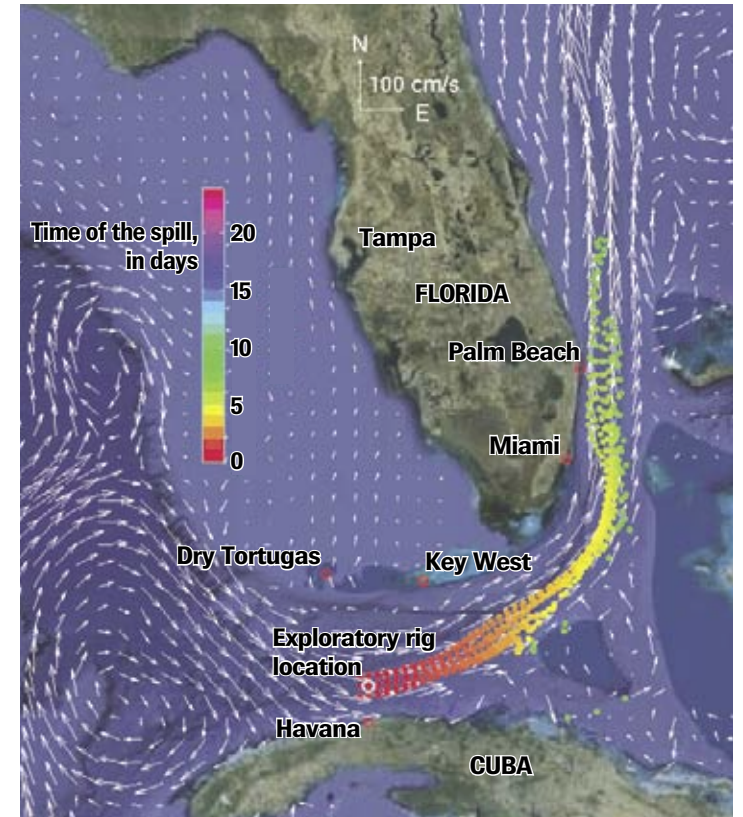 N
100 cm/s
E
Time of the spill,
in days
20
15
10
5
0
Tampa
FLORIDA
Palm Beach
Miami
Dry Tortugas
Key West
Exploratory rig
location
Havana
CUBA